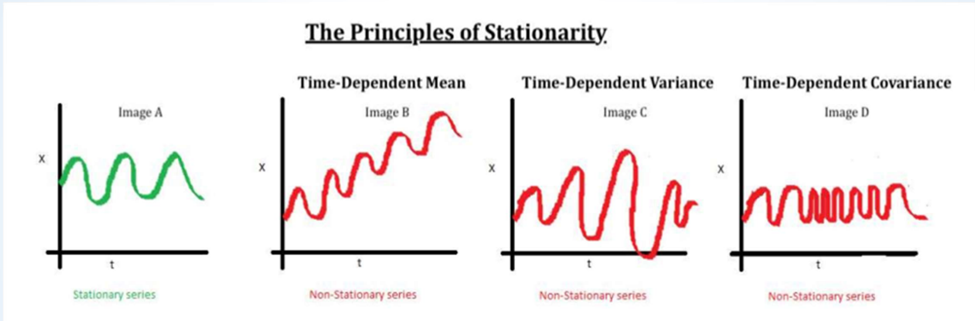 The Principles of Stationarity
Time-Dependent Mean
Time-Dependent Variance
Time-Dependent Covariance
Image A
Image B
Image C
Image D
X
X
X
X
t
t
t
t
Stationary series
Non-Stationary series
Non-Stationary series
Non-Stationary series